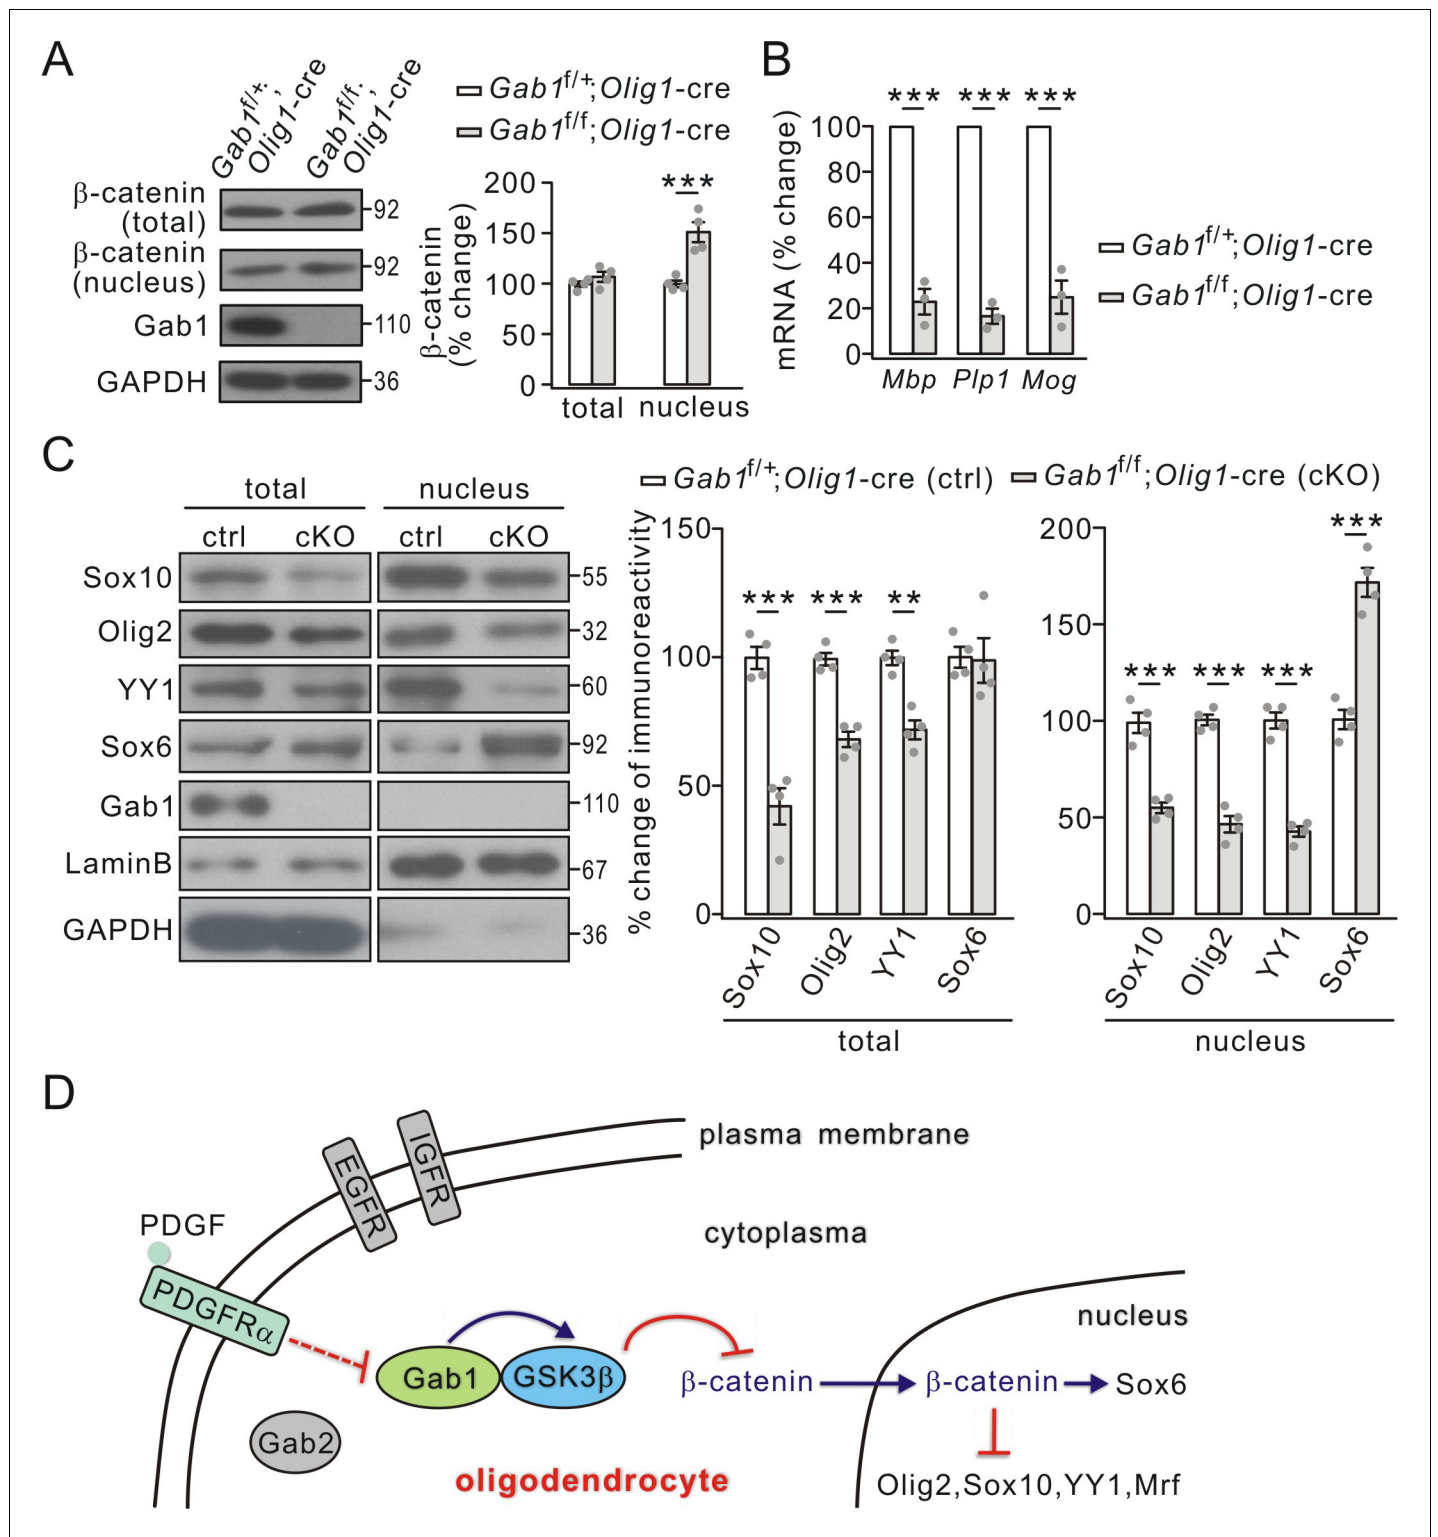 A
Gab1f/+;
Olig1-cre
Gab1f/f;
Olig1-cre
β-catenin
(total)
92
β-catenin
(nucleus)
92
Gab1
110
GAPDH
36
Gab1f/+;Olig1-cre
Gab1f/f;Olig1-cre
β-catenin
(% change)
200
150
100
50
0
***
total nucleus
B
mRNA (% change)
*** *** ***
100
80
60
40
20
0
Mbp Plp1 Mog
Gab1f/+;Olig1-cre
Gab1f/f;Olig1-cre
C
total nucleus
ctrl cKO ctrl cKO
Sox10 55
Olig2 32
YY1 60
Sox6 92
Gab1 110
LaminB 67
GAPDH 36
Gab1f/+;Olig1-cre (ctrl) Gab1f/f;Olig1-cre (cKO)
% change of immunoreactivity
150
100
50
0
*** *** **
Sox10 Olig2 YY1 Sox6
total
200
150
100
50
0
*** *** *** ***
Sox10 Olig2 YY1 Sox6
nucleus
D
IGFR
EGFR
plasma membrane
PDGF
cytoplasma
PDGFRα
nucleus
Gab1 GSK3β β-catenin β-catenin Sox6
Gab2
oligodendrocyte
Olig2,Sox10,YY1,Mrf